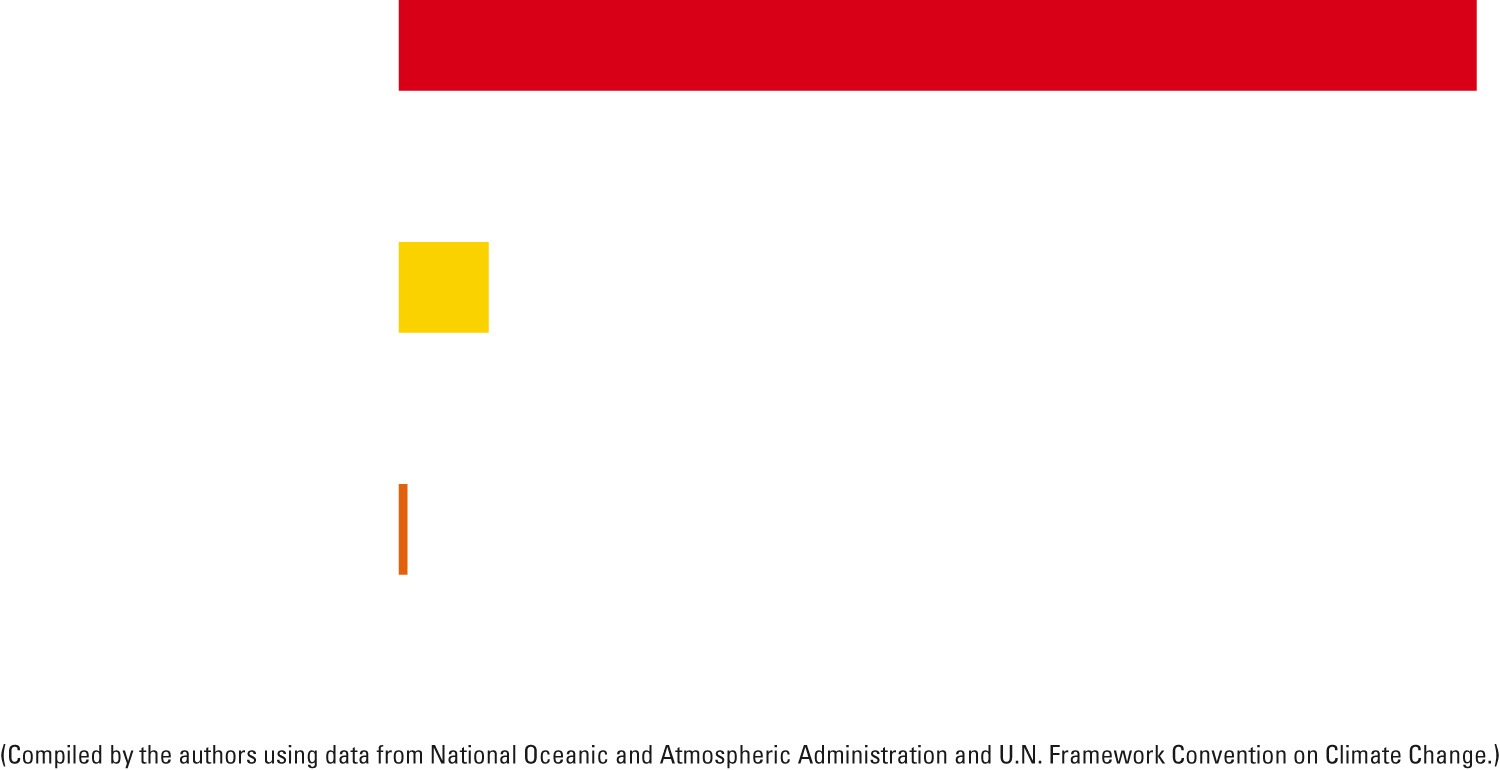 (Compiled by the authors using data from National Oceanic and Atmospheric Administration and U.N. Framework Convention on Climate Change.)